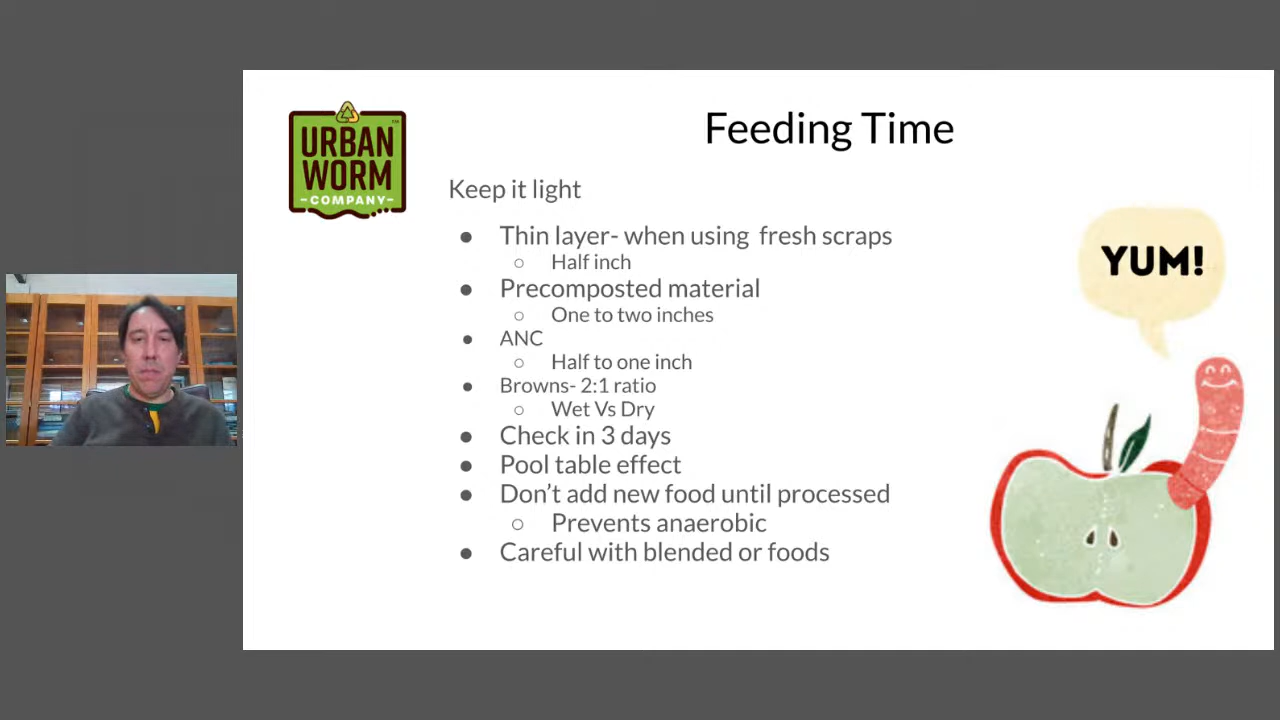 URBAN
WORM
COMPANY
TM
Feeding Time
Keep it light
● Thin layer- when using  fresh scraps
○ Half inch
● Precomposted material
○ One to two inches
● ANC
○ Half to one inch
● Browns- 2:1 ratio
○ Wet Vs Dry
● Check in 3 days
● Pool table effect
● Don’t add new food until processed
○ Prevents anaerobic
● Careful with blended or foods
YUM!